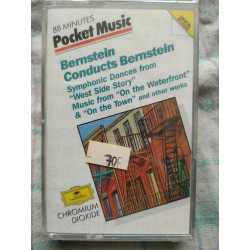 88 MINUTES
Pocket Music
Bernstein
Conducts Bernstein
Symphonic Dances from
"West Side Story"
Music from "On the Waterfront"
& "On the Town" and other works
70F
CHROMIUM
DIOXIDE